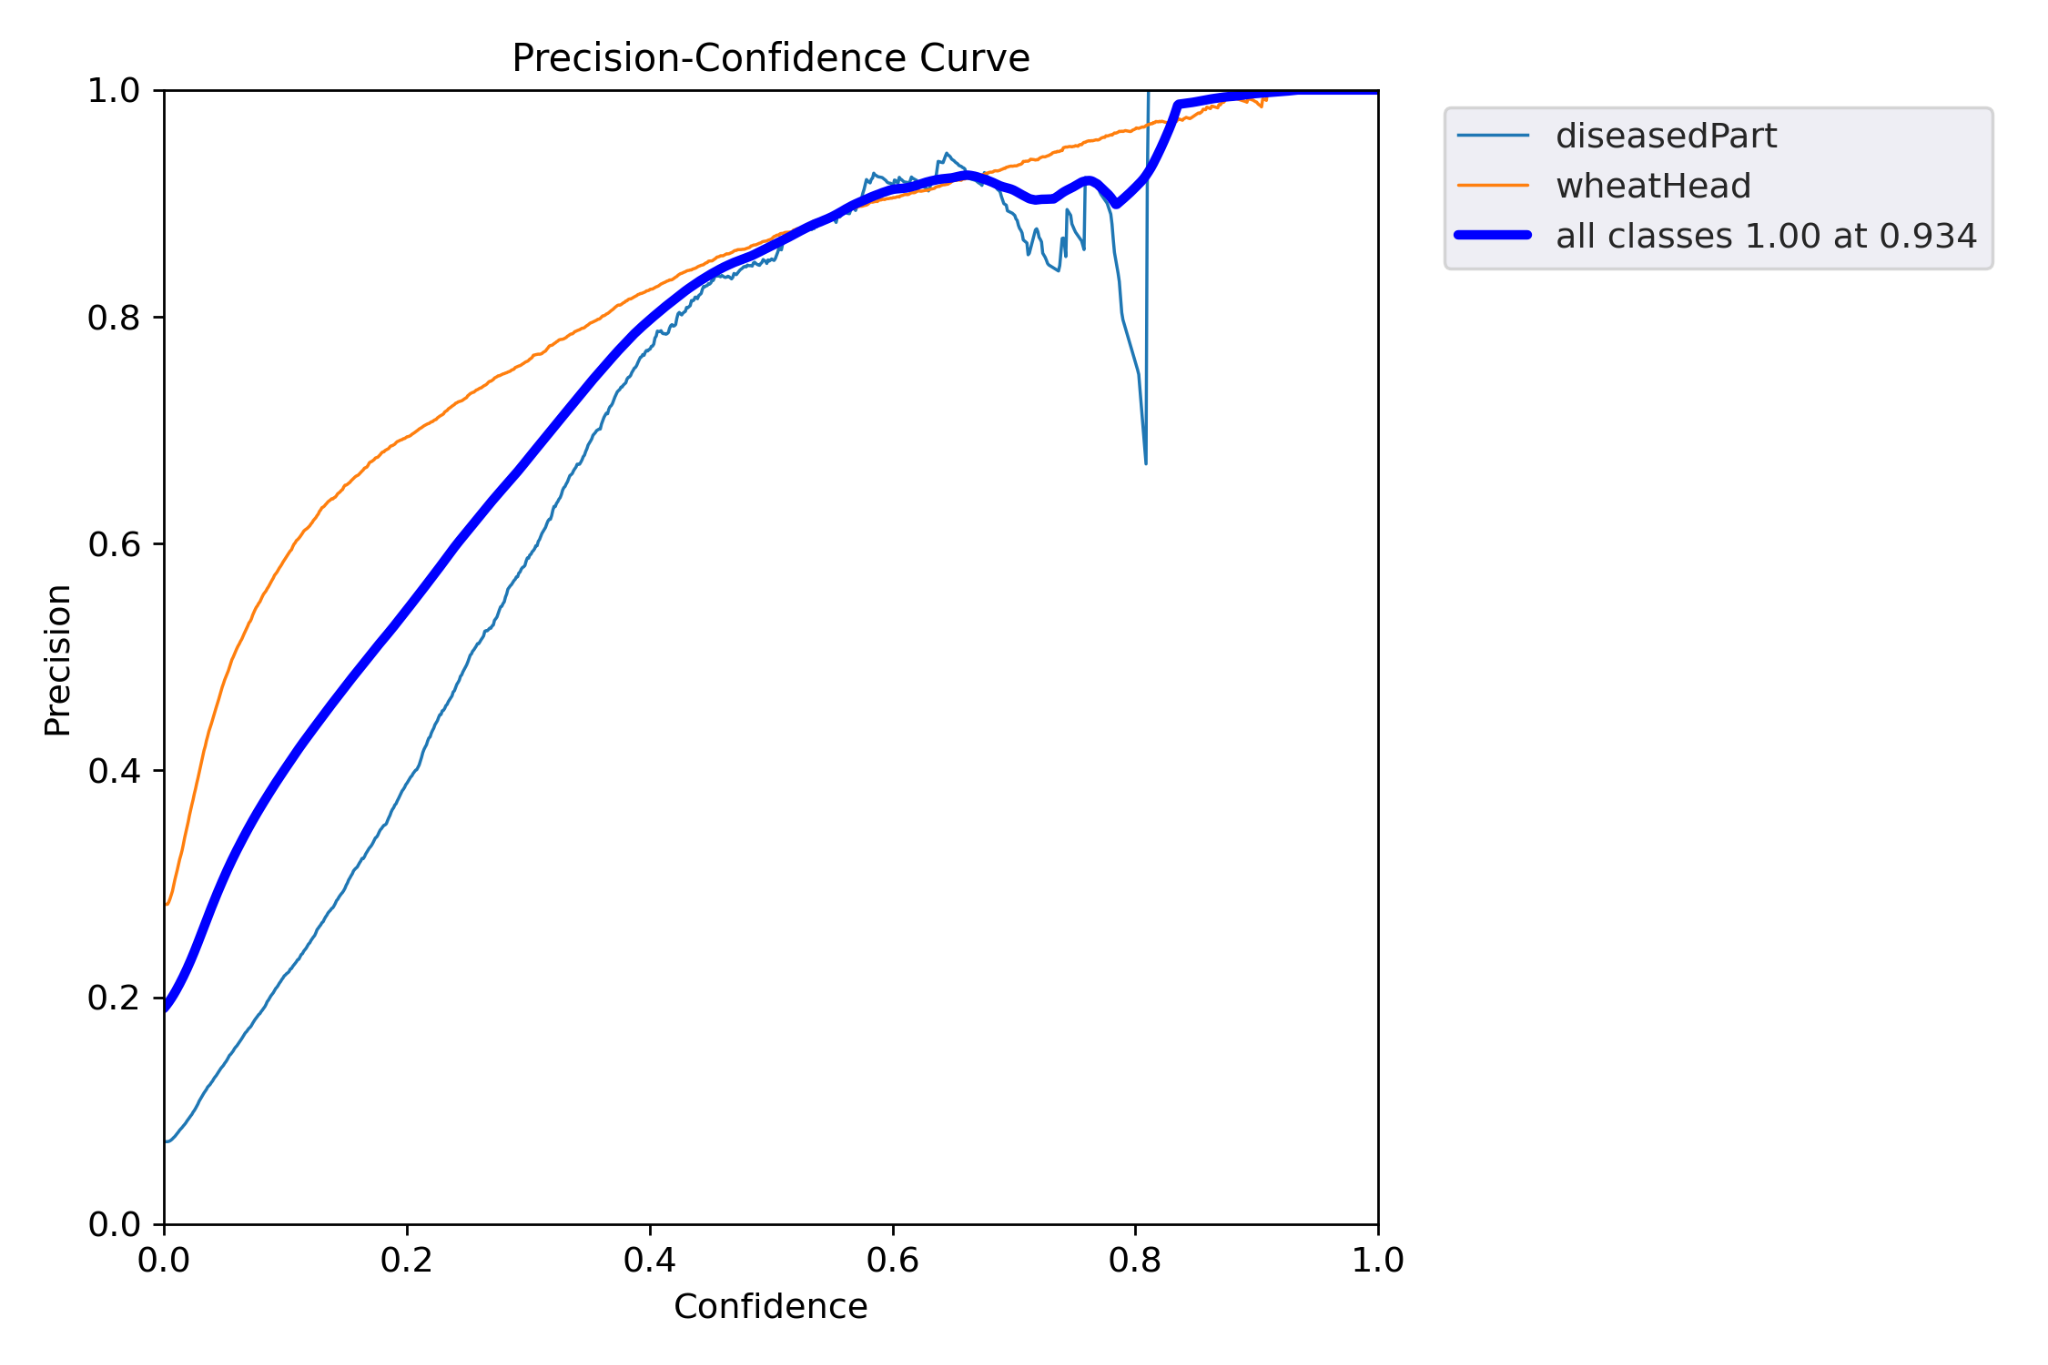 Precision-Confidence Curve
1.0
0.8
0.6
0.4
0.2
0.0
Precision
0.0 0.2 0.4 0.6 0.8 1.0
Confidence
diseasedPart
wheatHead
all classes 1.00 at 0.934